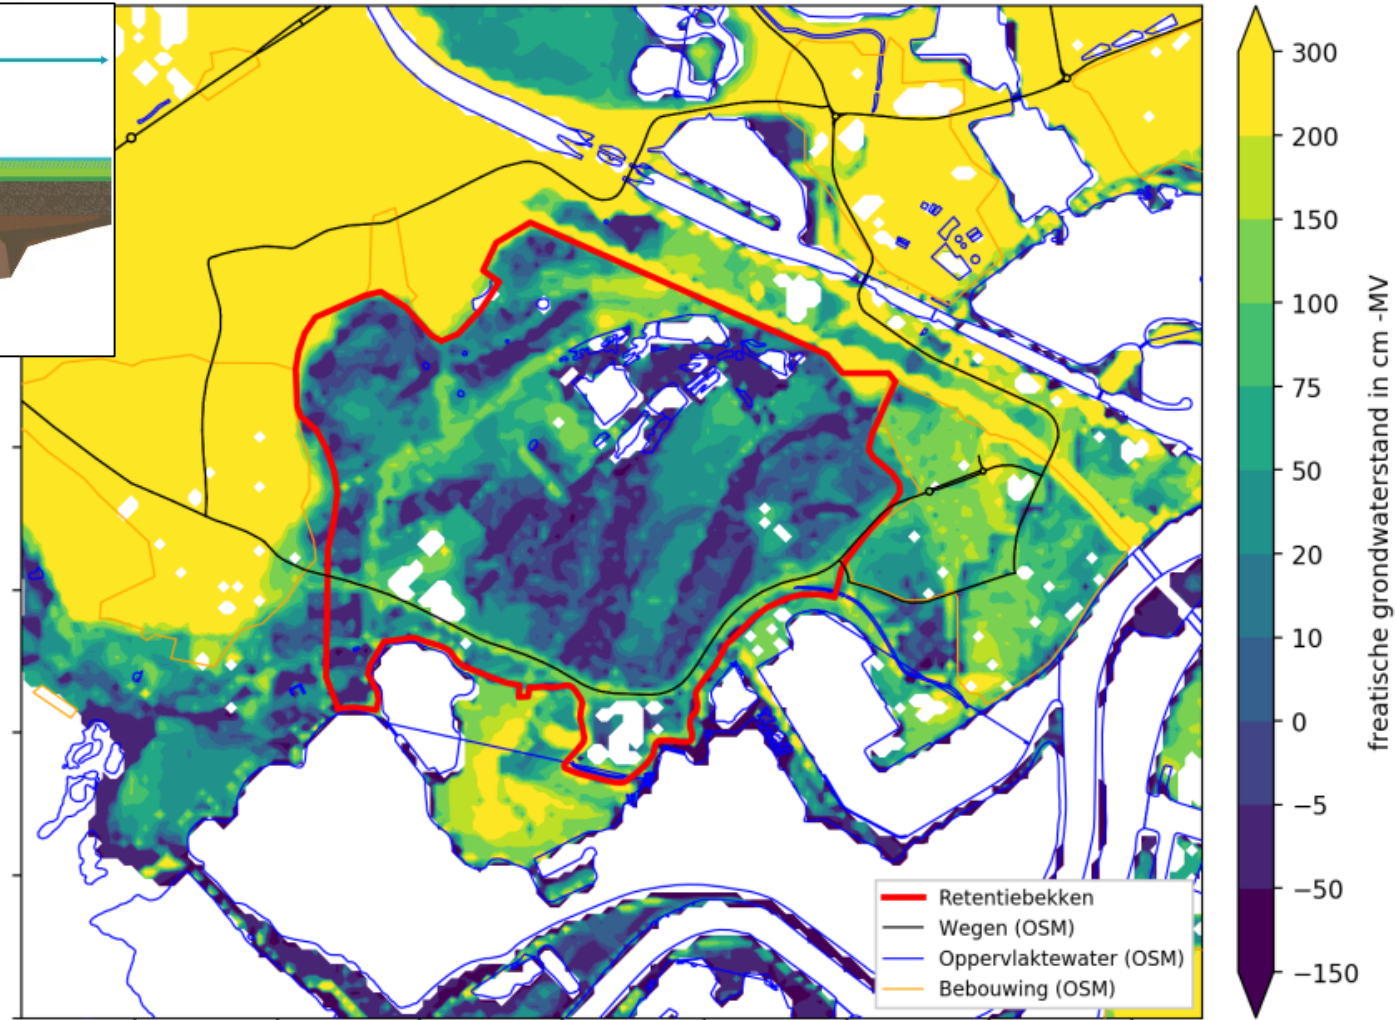 300
200
150
100
75
50
20
10
0
−5
−50
−150
freatische grondwaterstand in cm -MV
Retentiebekken
Wegen (OSM)
Oppervlaktewater (OSM)
Bebouwing (OSM)